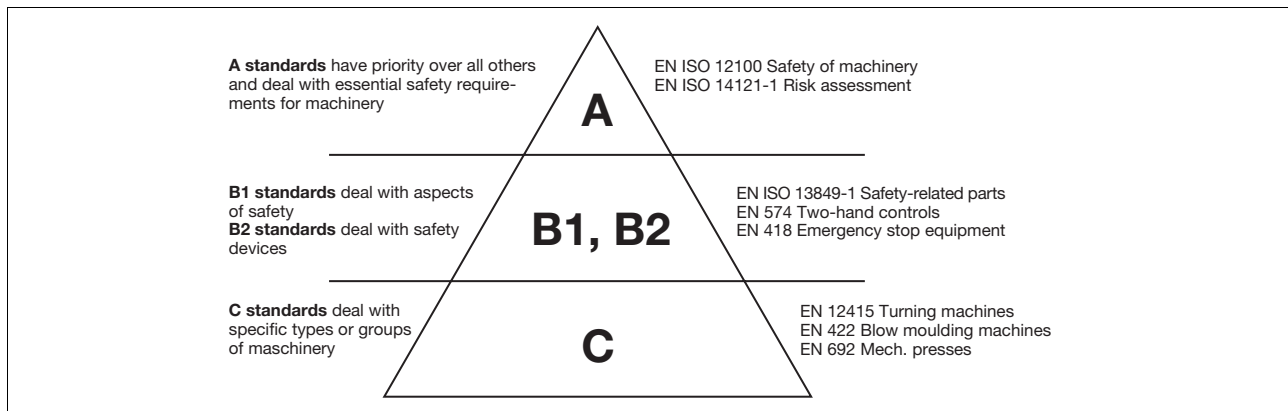 A standards have priority over all others
and deal with essential safety require-
ments for machinery
EN ISO 12100 Safety of machinery
EN ISO 14121-1 Risk assessment
A
B1 standards deal with aspects
of safety
B2 standards deal with safety
devices
B1, B2
EN ISO 13849-1 Safety-related parts
EN 574 Two-hand controls
EN 418 Emergency stop equipment
C standards deal with
specific types or groups
of maschinery
C
EN 12415 Turning machines
EN 422 Blow moulding machines
EN 692 Mech. presses